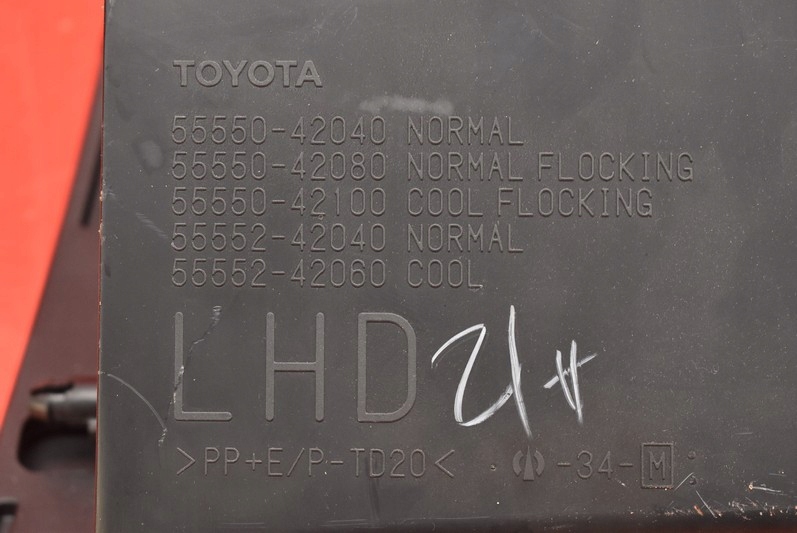 TOYOTA
55550-42040 NORMAL
55550-42080 NORMAL FLOCKING
55550-42100 COOL FLOCKING
55552-42040 NORMAL
55552-42060 COOL
LHD
>PP+E/P-TD20< -34-M